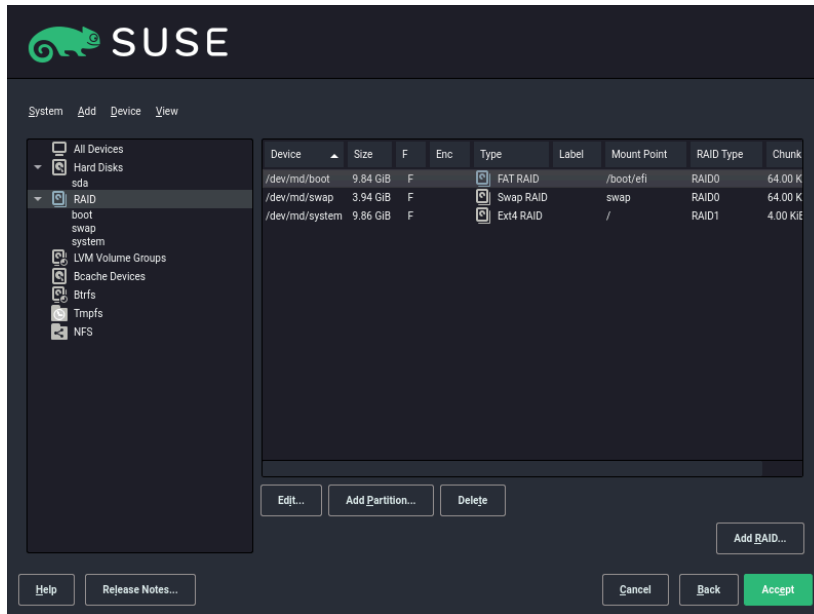 SUSE
System Add Device View
All Devices
Hard Disks
sda
RAID
boot
swap
system
LVM Volume Groups
Bcache Devices
Btrfs
Tmpfs
NFS
Device Size F Enc Type Label Mount Point RAID Type Chunk
/dev/md/boot 9.84 GiB F FAT RAID /boot/efi RAID0 64.00 K
/dev/md/swap 3.94 GiB F Swap RAID swap RAID0 64.00 K
/dev/md/system 9.86 GiB F Ext4 RAID / RAID1 4.00 KiB
Edit... Add Partition... Delete
Add RAID...
Help Release Notes... Cancel Back Accept